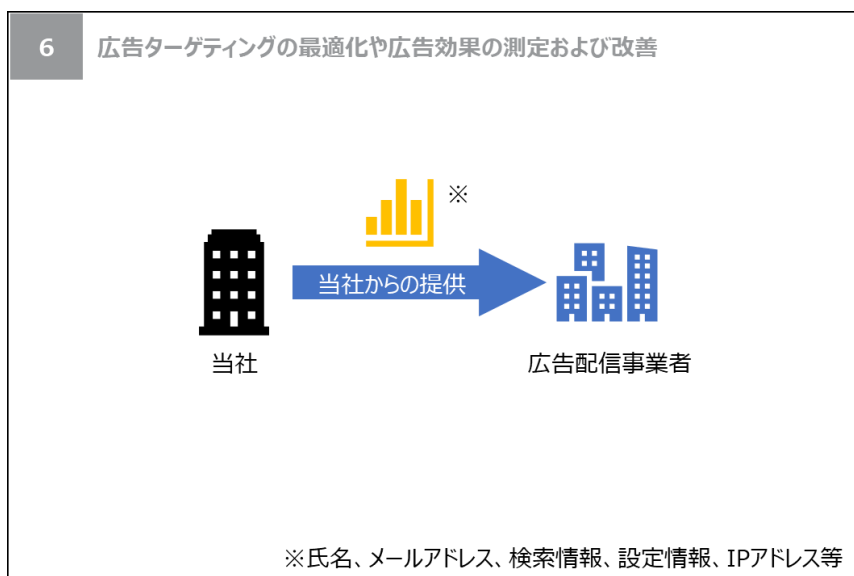 6
広告ターゲティングの最適化や広告効果の測定および改善
※
当社からの提供
当社
広告配信事業者
※氏名、メールアドレス、検索情報、設定情報、IPアドレス等